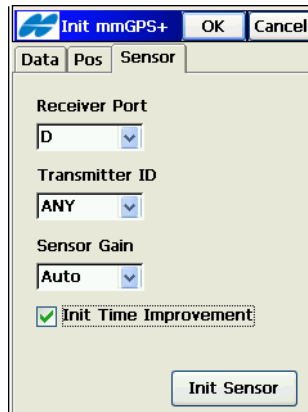 Init mmGPS+ OK Cancel
Data Pos Sensor
Receiver Port
D
Transmitter ID
ANY
Sensor Gain
Auto
Init Time Improvement
Init Sensor